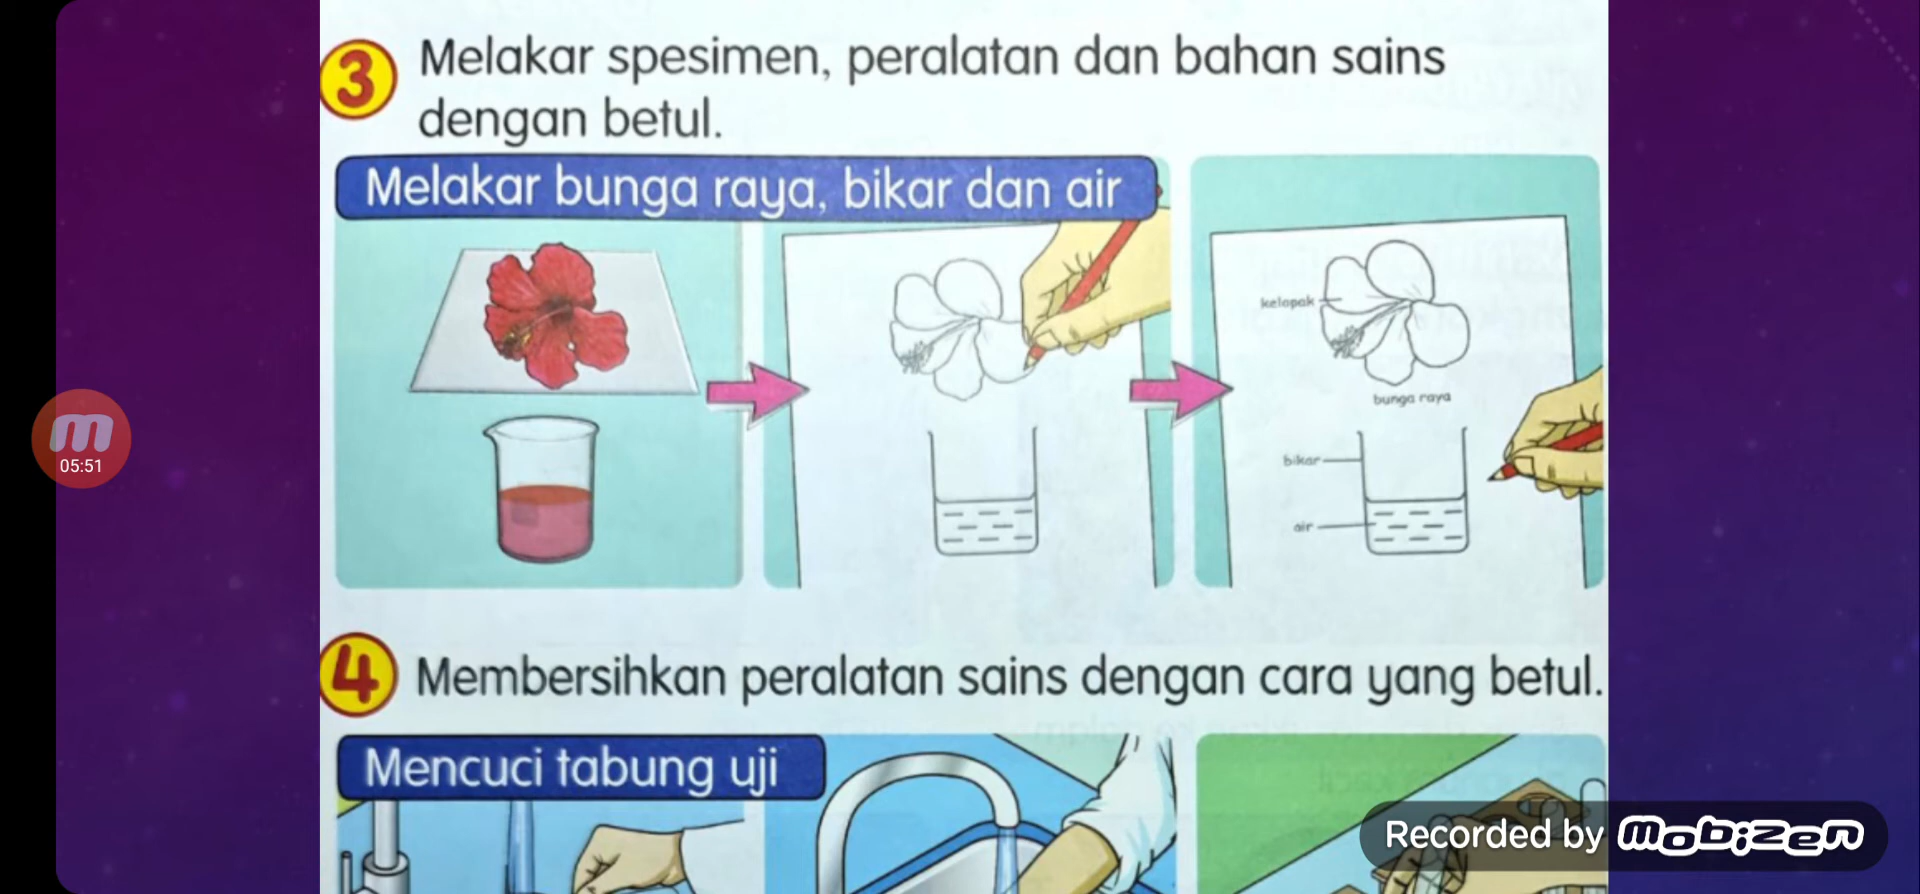 3 Melakar spesimen, peralatan dan bahan sains
dengan betul.
Melakar bunga raya, bikar dan air
kelopak
bunga raya
bikar
air
05:51
4 Membersihkan peralatan sains dengan cara yang betul.
Mencuci tabung uji
Recorded by Mobizen